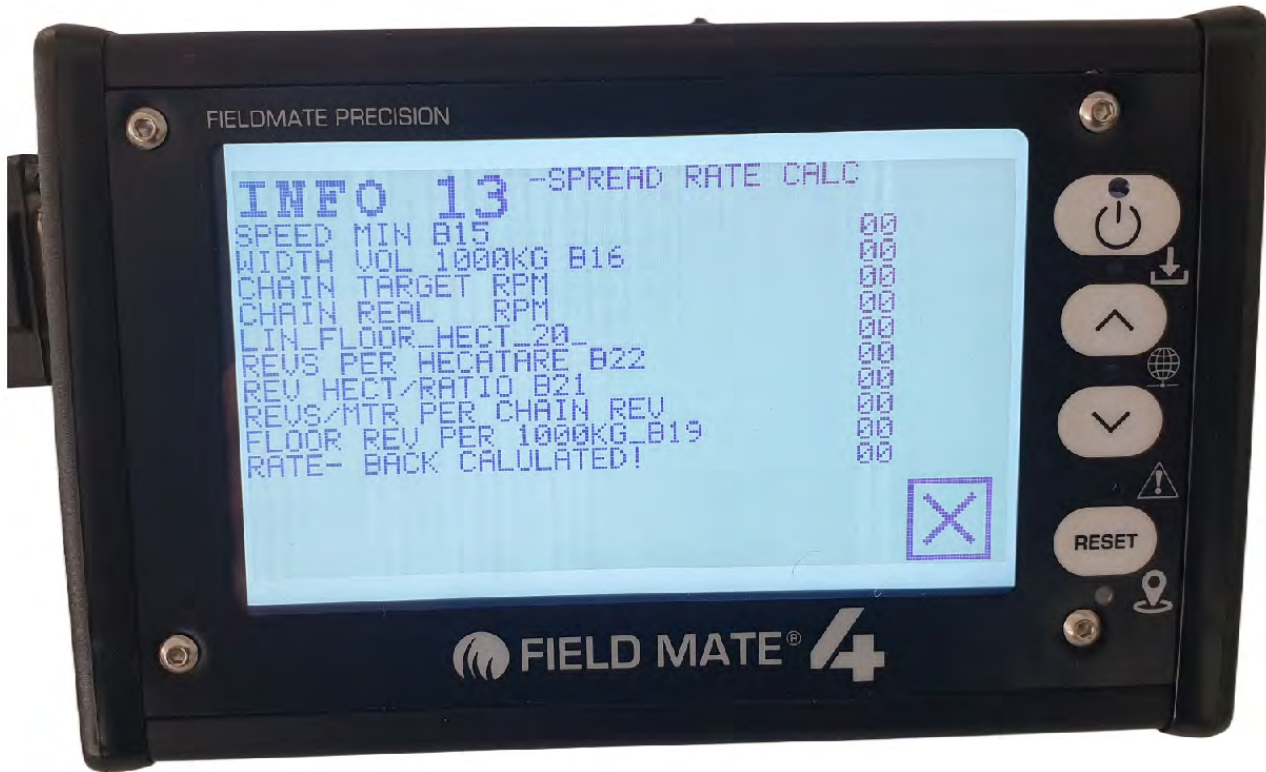 FIELDMATE PRECISION
INFO 13 -SPREAD RATE CALC
SPEED MIN B15 00
WIDTH VOL 1000KG B16 00
CHAIN TARGET RPM 00
CHAIN REAL RPM 00
LIN_FLOOR_HECT_20_ 00
REVS PER HECATARE B22 00
REV HECT/RATIO B21 00
REVS/MTR PER CHAIN REV 00
FLOOR REV PER 1000KG_B19 00
RATE- BACK CALULATED! 00
RESET
FIELD MATE® 4